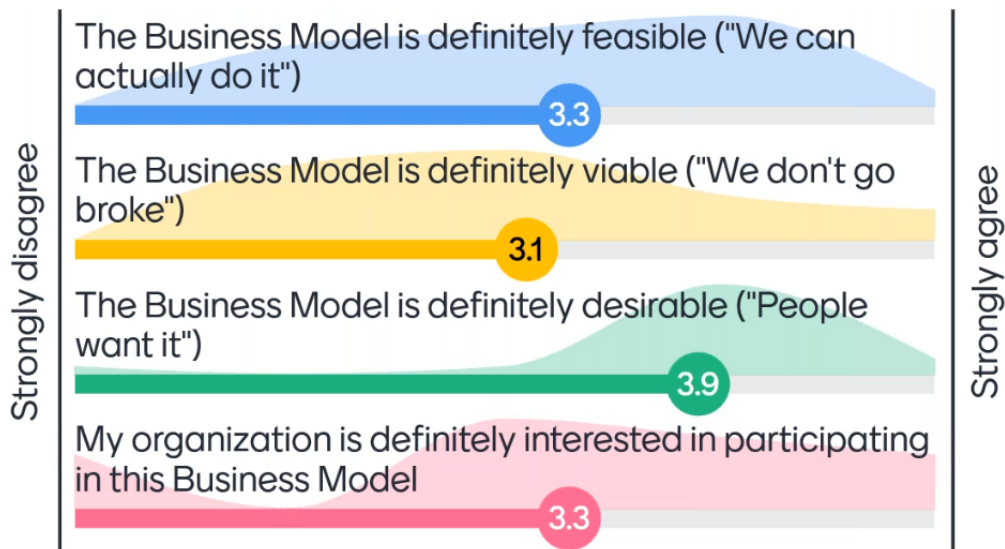 Strongly disagree
The Business Model is definitely feasible ("We can
actually do it")
3.3
The Business Model is definitely viable ("We don't go
broke")
3.1
The Business Model is definitely desirable ("People
want it")
3.9
My organization is definitely interested in participating
in this Business Model
3.3
Strongly agree